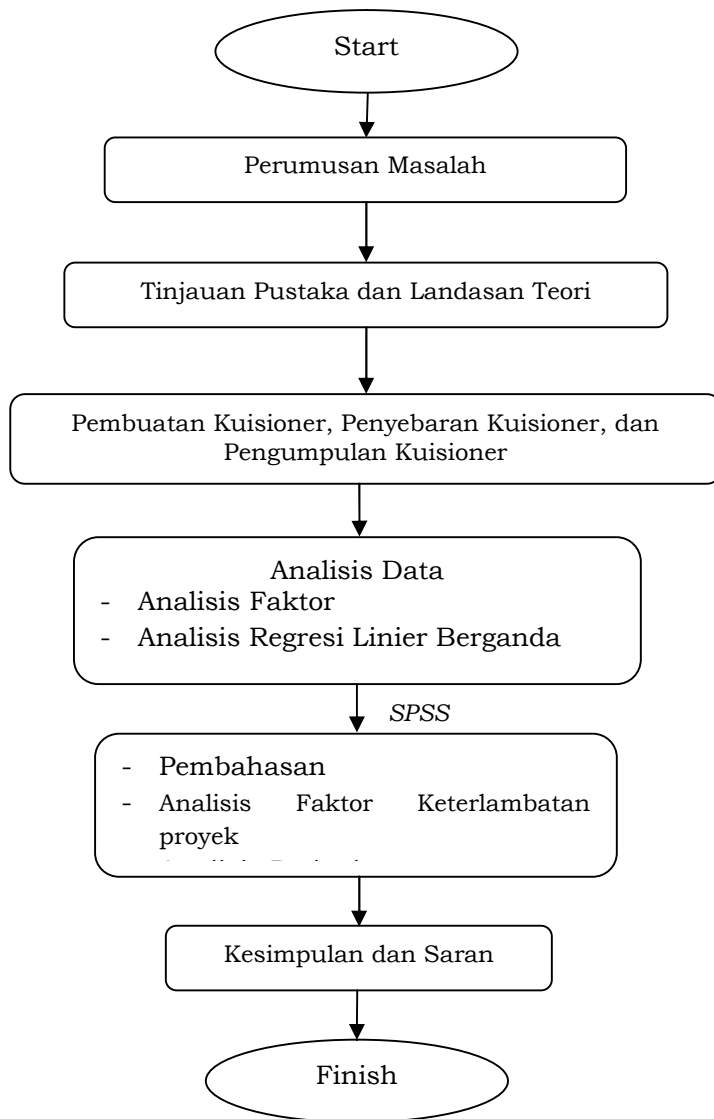 Start
Perumusan Masalah
Tinjauan Pustaka dan Landasan Teori
Pembuatan Kuisioner, Penyebaran Kuisioner, dan
Pengumpulan Kuisioner
Analisis Data
- Analisis Faktor
- Analisis Regresi Linier Berganda
SPSS
- Pembahasan
- Analisis Faktor Keterlambatan
proyek
Kesimpulan dan Saran
Finish